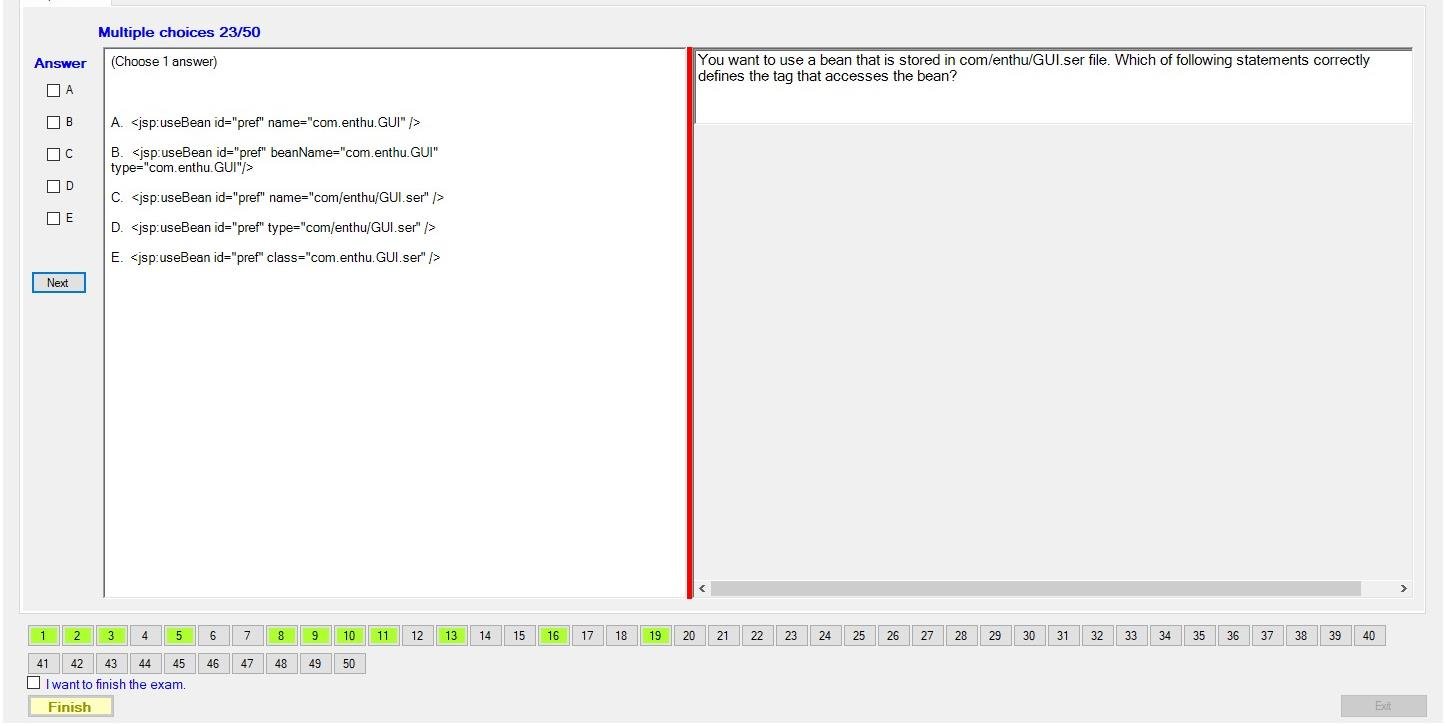 Multiple choices 23/50
Answer
A
B
C
D
E
Next
(Choose 1 answer)
A. <jsp:useBean id="pref" name="com.enthu.GUI" />
B. <jsp:useBean id="pref" beanName="com.enthu.GUI"
type="com.enthu.GUI"/>
C. <jsp:useBean id="pref" name="com/enthu/GUI.ser" />
D. <jsp:useBean id="pref" type="com/enthu/GUI.ser" />
E. <jsp:useBean id="pref" class="com.enthu.GUI.ser" />
You want to use a bean that is stored in com/enthu/GUI.ser file. Which of following statements correctly
defines the tag that accesses the bean?
1 2 3 4 5 6 7 8 9 10 11 12 13 14 15 16 17 18 19 20 21 22 23 24 25 26 27 28 29 30 31 32 33 34 35 36 37 38 39 40
41 42 43 44 45 46 47 48 49 50
I want to finish the exam.
Finish
Exit